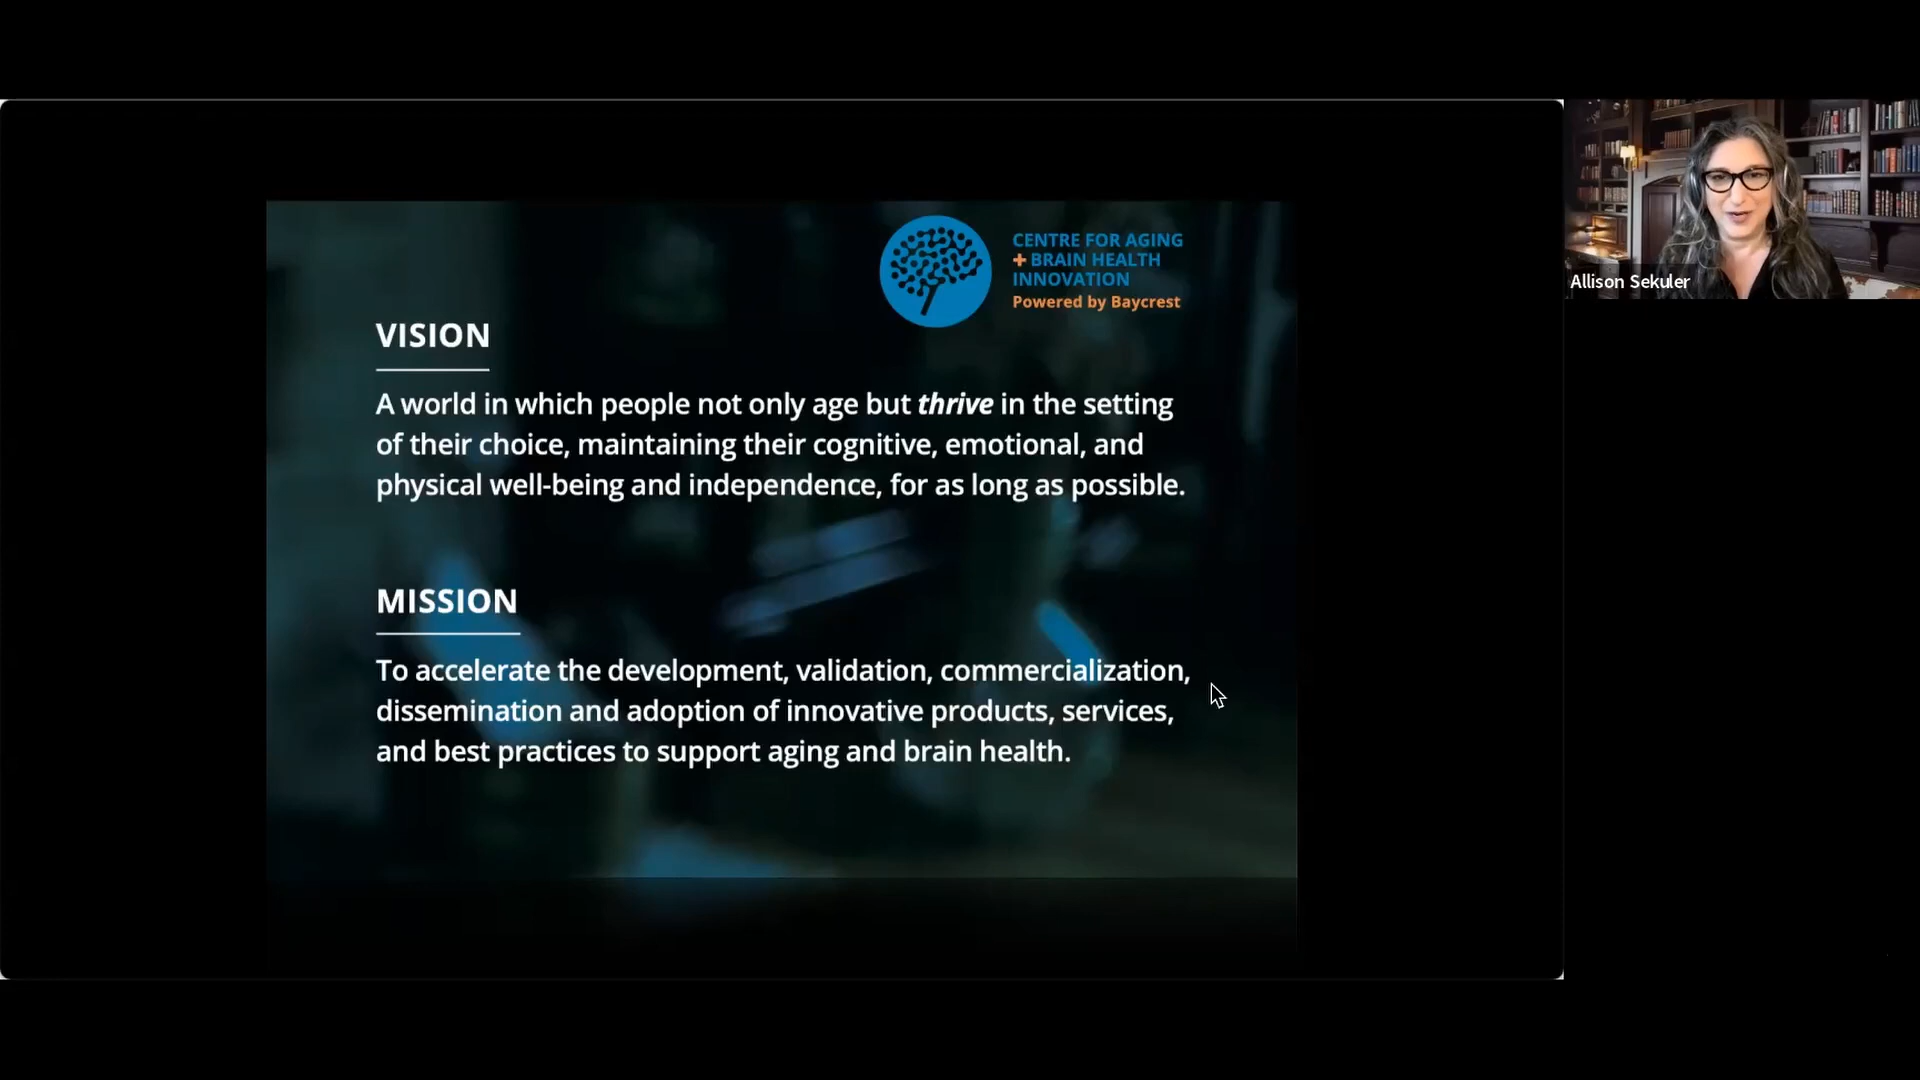 CENTRE FOR AGING
+ BRAIN HEALTH
INNOVATION
Powered by Baycrest
VISION
A world in which people not only age but thrive in the setting
of their choice, maintaining their cognitive, emotional, and
physical well-being and independence, for as long as possible.
MISSION
To accelerate the development, validation, commercialization,
dissemination and adoption of innovative products, services,
and best practices to support aging and brain health.
Allison Sekuler